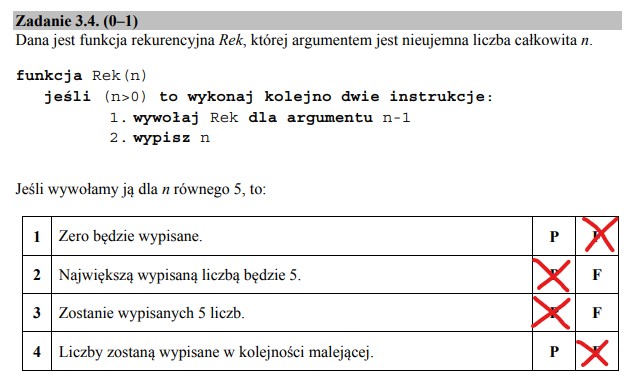 Zadanie 3.4. (0–1)
Dana jest funkcja rekurencyjna Rek, której argumentem jest nieujemna liczba całkowita n.
funkcja Rek(n)
jeśli (n>0) to wykonaj kolejno dwie instrukcje:
1. wywołaj Rek dla argumentu n-1
2. wypisz n
Jeśli wywołamy ją dla n równego 5, to:
1 Zero będzie wypisane. P F
2 Największą wypisaną liczbą będzie 5. P F
3 Zostanie wypisanych 5 liczb. P F
4 Liczby zostaną wypisane w kolejności malejącej. P F